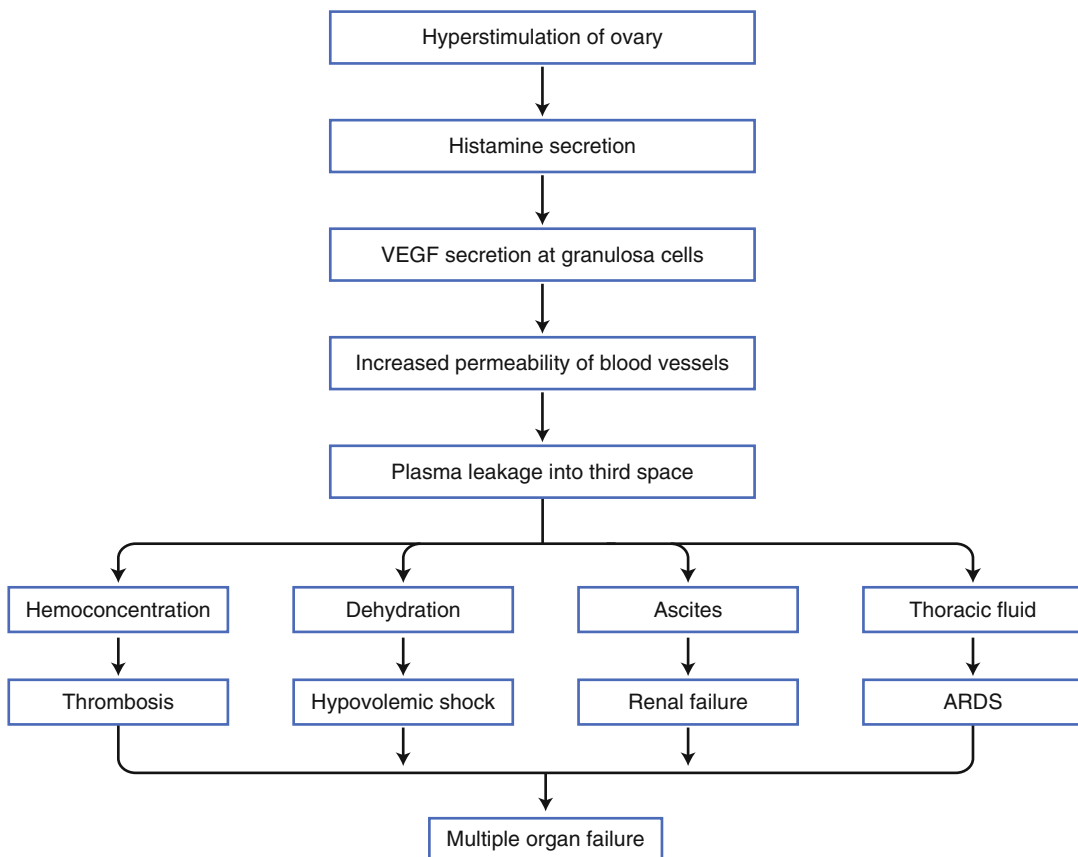 Hyperstimulation of ovary
Histamine secretion
VEGF secretion at granulosa cells
Increased permeability of blood vessels
Plasma leakage into third space
Hemoconcentration
Dehydration
Ascites
Thoracic fluid
Thrombosis
Hypovolemic shock
Renal failure
ARDS
Multiple organ failure